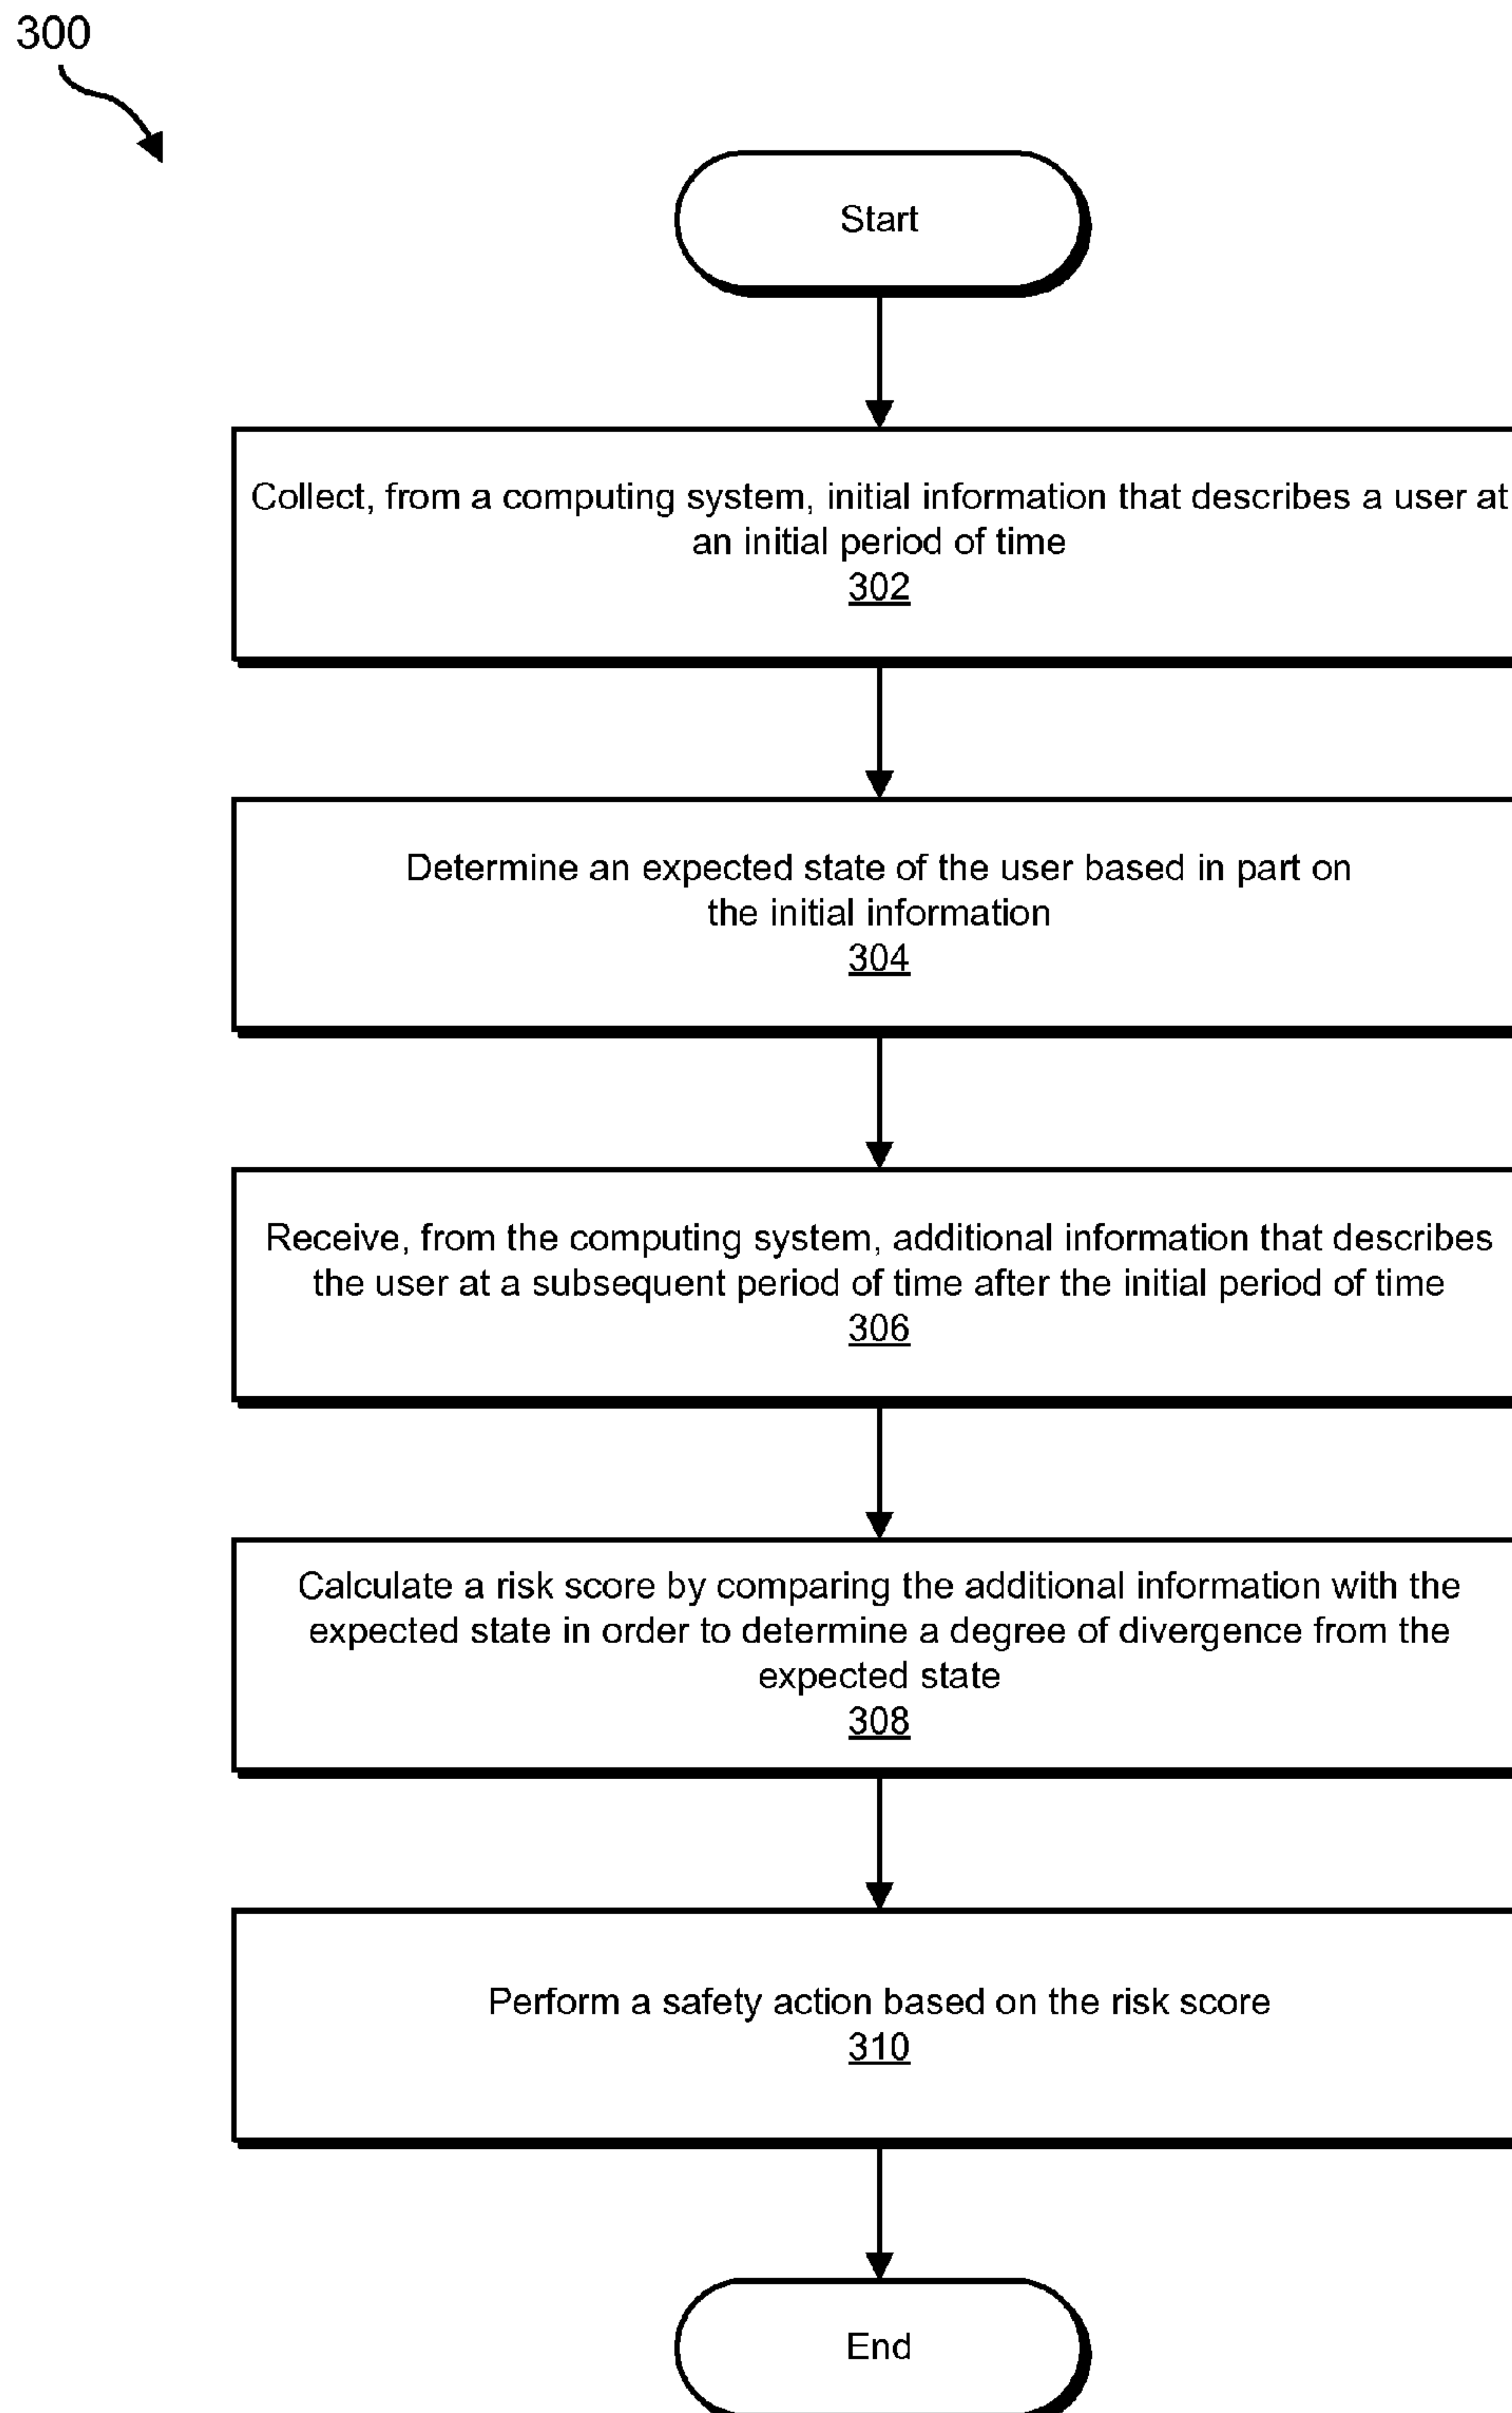 300
Start
Collect, from a computing system, initial information that describes a user at
an initial period of time
302
Determine an expected state of the user based in part on
the initial information
304
Receive, from the computing system, additional information that describes
the user at a subsequent period of time after the initial period of time
306
Calculate a risk score by comparing the additional information with the
expected state in order to determine a degree of divergence from the
expected state
308
Perform a safety action based on the risk score
310
End